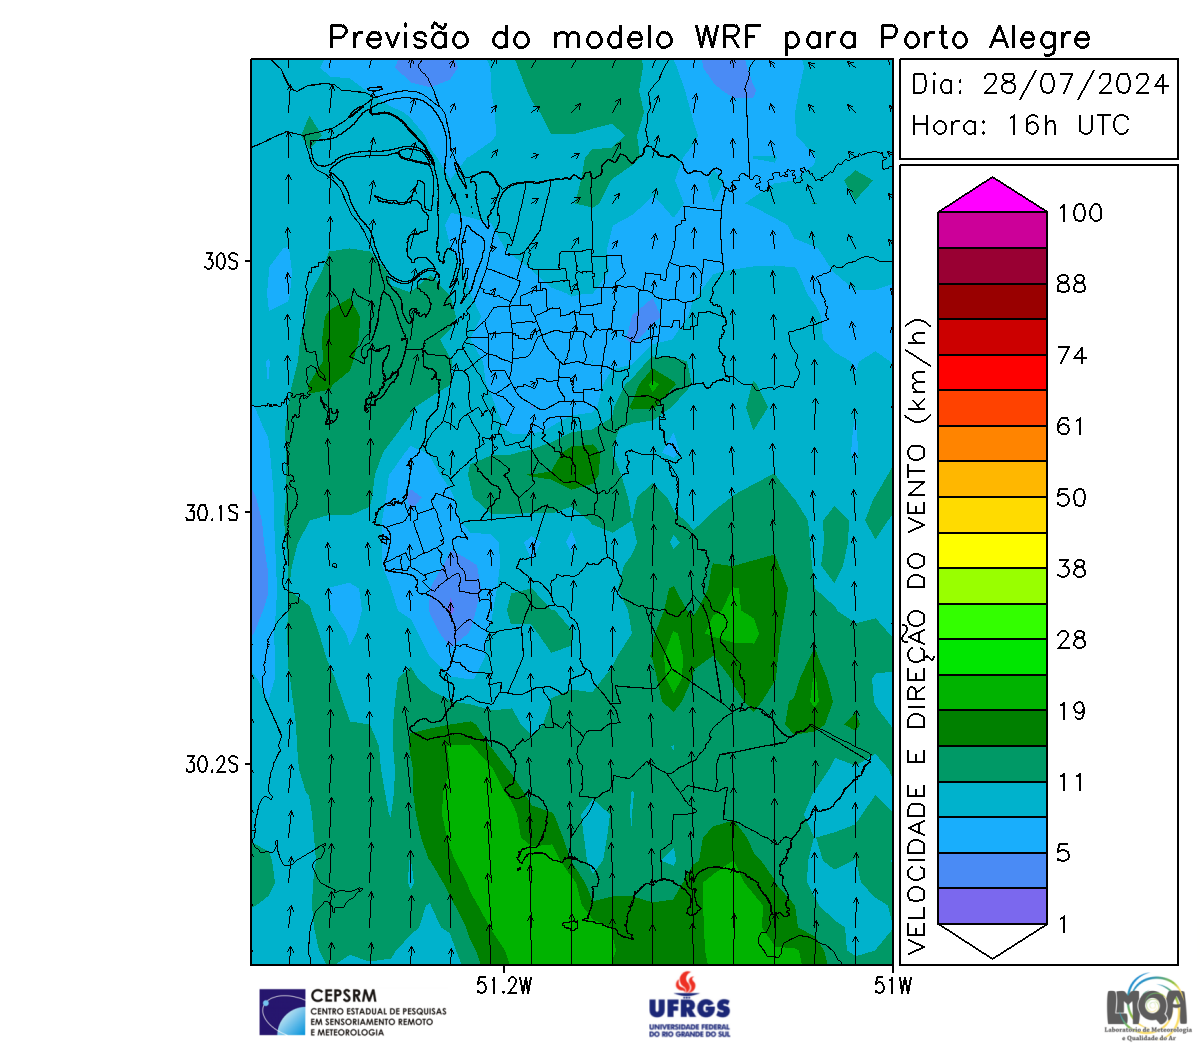 Previsão do modelo WRF para Porto Alegre
Dia: 28/07/2024
Hora: 16h UTC
30S
30.1S
30.2S
51.2W
51W
VELOCIDADE E DIREÇÃO DO VENTO (km/h)
100
88
74
61
50
38
28
19
11
5
1
CEPSRM
CENTRO ESTADUAL DE PESQUISAS
EM SENSORIAMENTO REMOTO
E METEOROLOGIA
UFRGS
UNIVERSIDADE FEDERAL
DO RIO GRANDE DO SUL
LMQA
Laboratório de Meteorologia
e Qualidade do Ar